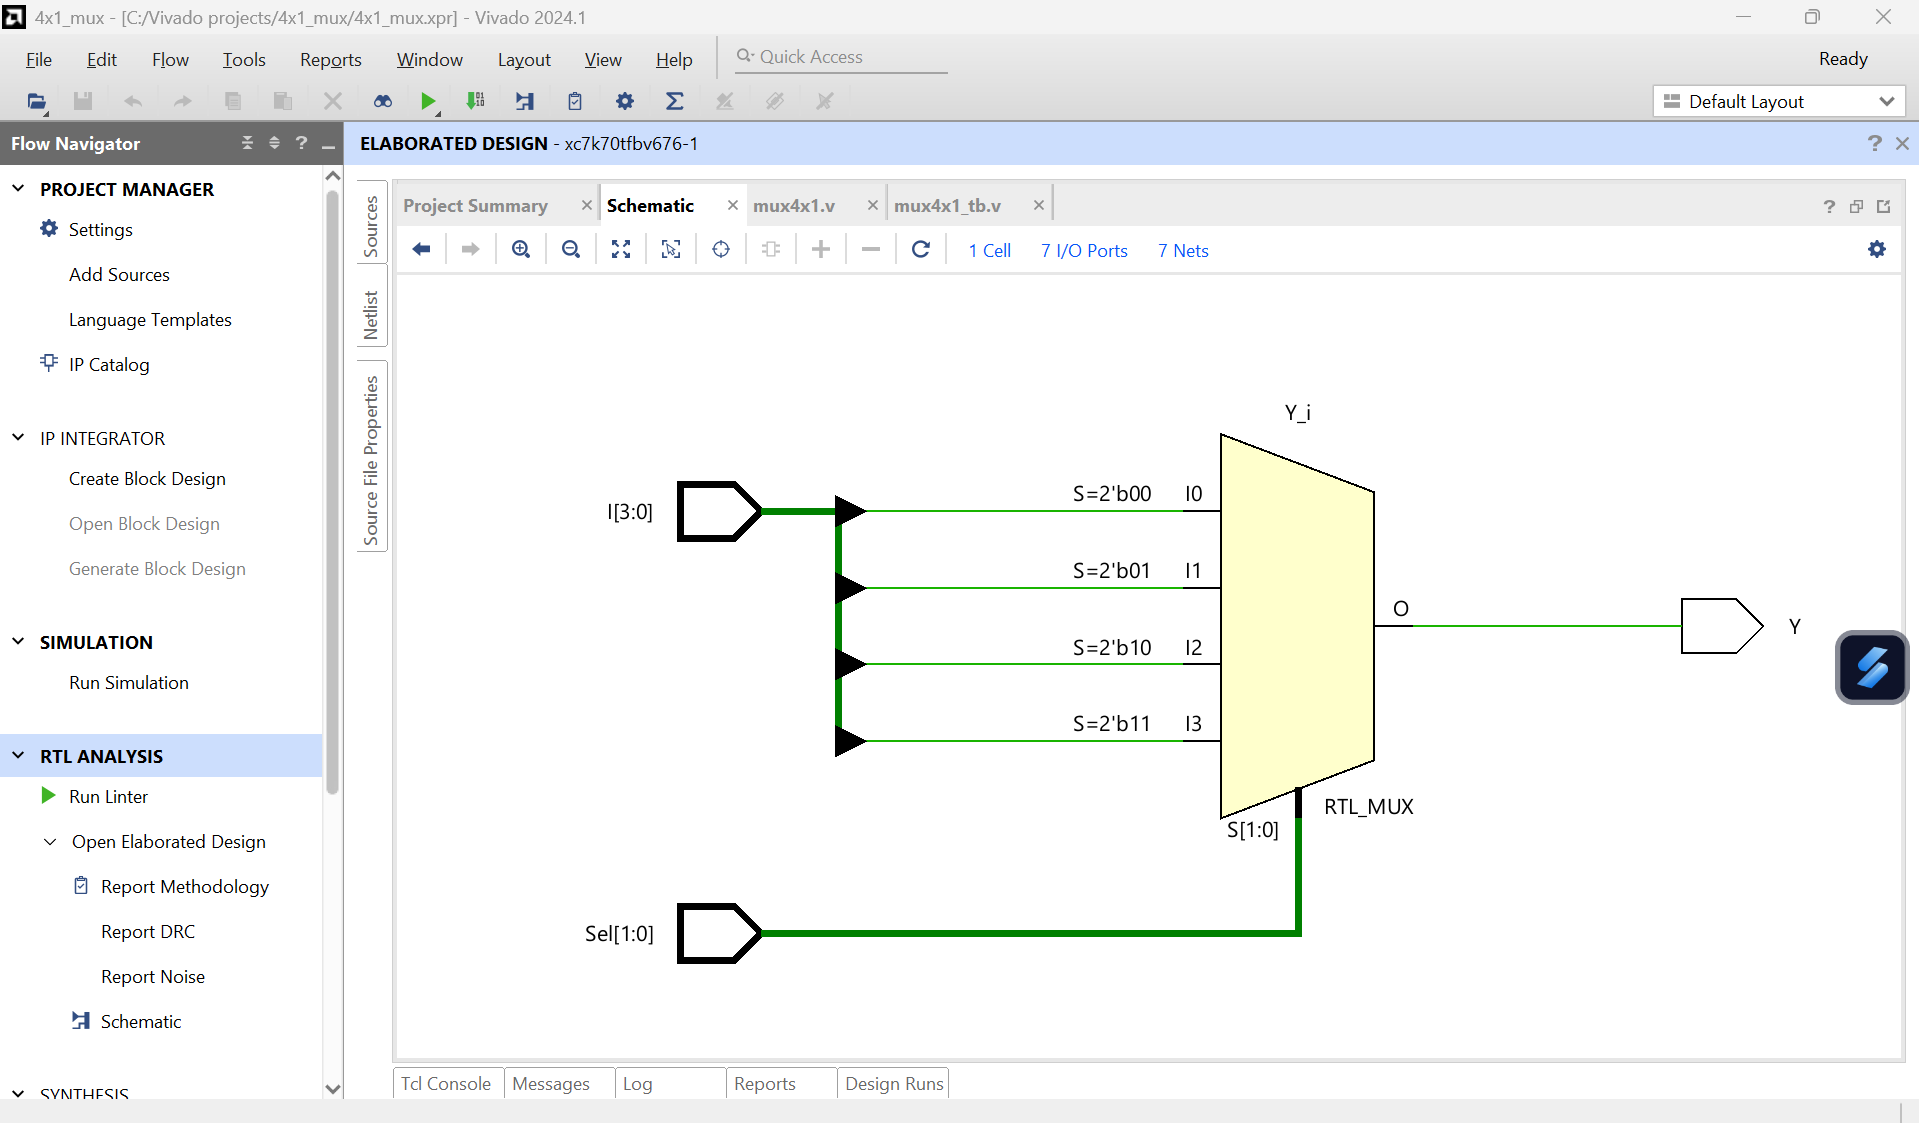 4x1_mux - [C:/Vivado projects/4x1_mux/4x1_mux.xpr] - Vivado 2024.1
File Edit Flow Tools Reports Window Layout View Help Quick Access Ready
Default Layout
Flow Navigator ? ELABORATED DESIGN - xc7k70tfbv676-1 ?
PROJECT MANAGER
Settings
Add Sources
Language Templates
IP Catalog
IP INTEGRATOR
Create Block Design
Open Block Design
Generate Block Design
SIMULATION
Run Simulation
RTL ANALYSIS
Run Linter
Open Elaborated Design
Report Methodology
Report DRC
Report Noise
Schematic
SYNTHESIS
Sources
Netlist
Source File Properties
Project Summary Schematic mux4x1.v mux4x1_tb.v ?
1 Cell 7 I/O Ports 7 Nets
Y_i
I[3:0] S=2'b00 I0
S=2'b01 I1
O
Y
S=2'b10 I2
S=2'b11 I3
RTL_MUX
S[1:0]
Sel[1:0]
Tcl Console Messages Log Reports Design Runs